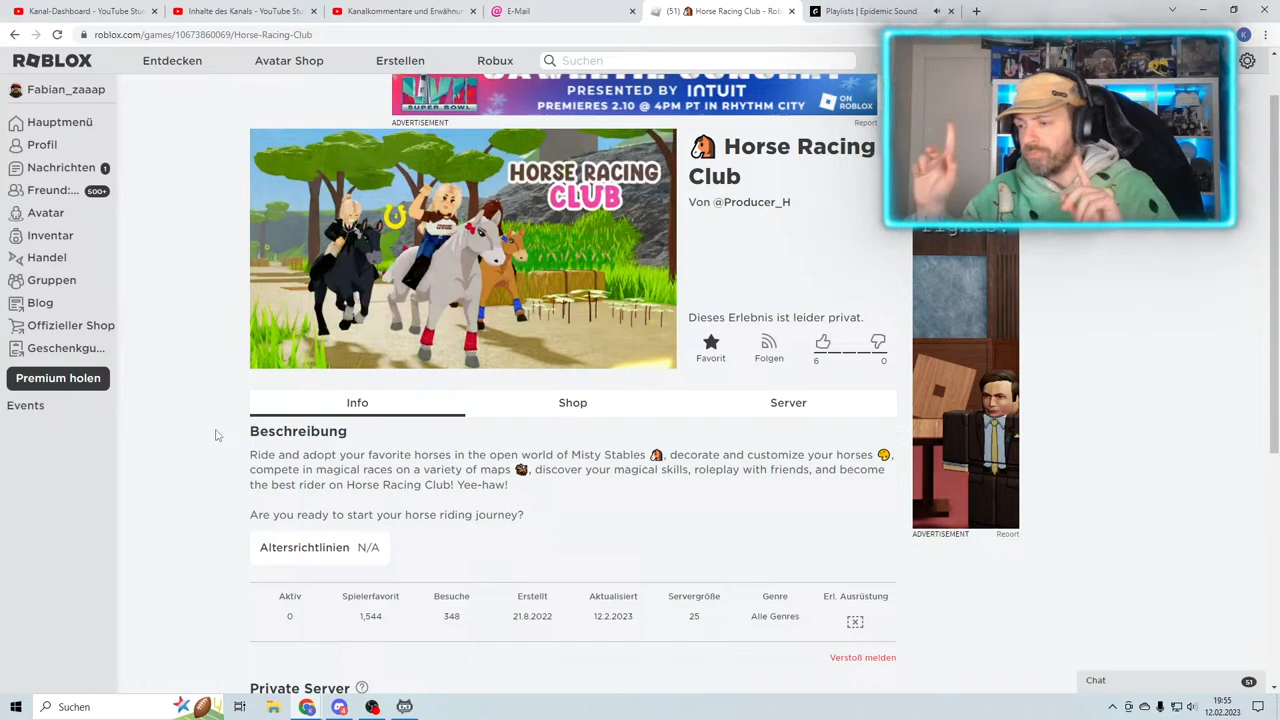 Kanal-Dashboard - YouTube Stu
Inhalte des Kanals - YouTube Stu
Kanalkommentare und Erwähnun
E-Mail
(51) Horse Racing Club - Rob
Playlists | Epidemic Sound
roblox.com/games/10673860069/Horse-Racing-Club
K
ROBLOX
Entdecken
Avatar Shop
Erstellen
Robux
Suchen
Fabian_zaaap
Hauptmenü
Profil
Nachrichten 1
Freund:... 500+
Avatar
Inventar
Handel
Gruppen
Blog
Offizieller Shop
Geschenkgu...
Premium holen
Events
SUPER BOWL
PRESENTED BY INTUIT
PREMIERES 2.10 @ 4PM PT IN RHYTHM CITY
ON ROBLOX
ADVERTISEMENT
Report
HORSE RACING
CLUB
Horse Racing
Club
Von @Producer_H
Dieses Erlebnis ist leider privat.
Favorit
Folgen
6
0
Info
Shop
Server
Beschreibung
Ride and adopt your favorite horses in the open world of Misty Stables , decorate and customize your horses ,
compete in magical races on a variety of maps , discover your magical skills, roleplay with friends, and become
the best rider on Horse Racing Club! Yee-haw!
Are you ready to start your horse riding journey?
Altersrichtlinien N/A
Aktiv
Spielerfavorit
Besuche
Erstellt
Aktualisiert
Servergröße
Genre
Erl. Ausrüstung
0
1,544
348
21.8.2022
12.2.2023
25
Alle Genres
Verstoß melden
Private Server
ADVERTISEMENT
Report
Chat
51
Suchen
19:55
12.02.2023